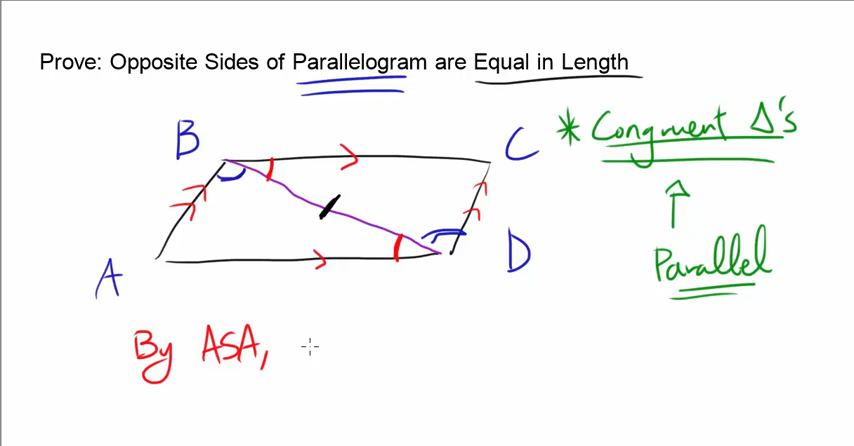 Prove: Opposite Sides of Parallelogram are Equal in Length
B
C
* Congruent Δ's
A
D
Parallel
By ASA,